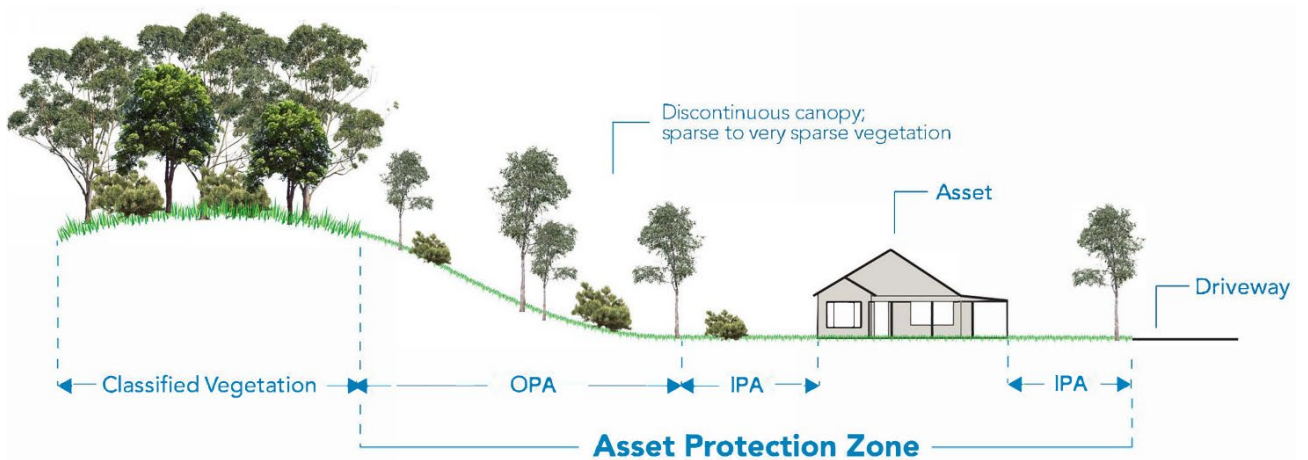 Discontinuous canopy;
sparse to very sparse vegetation
Asset
Driveway
Classified Vegetation
OPA
IPA
IPA
Asset Protection Zone